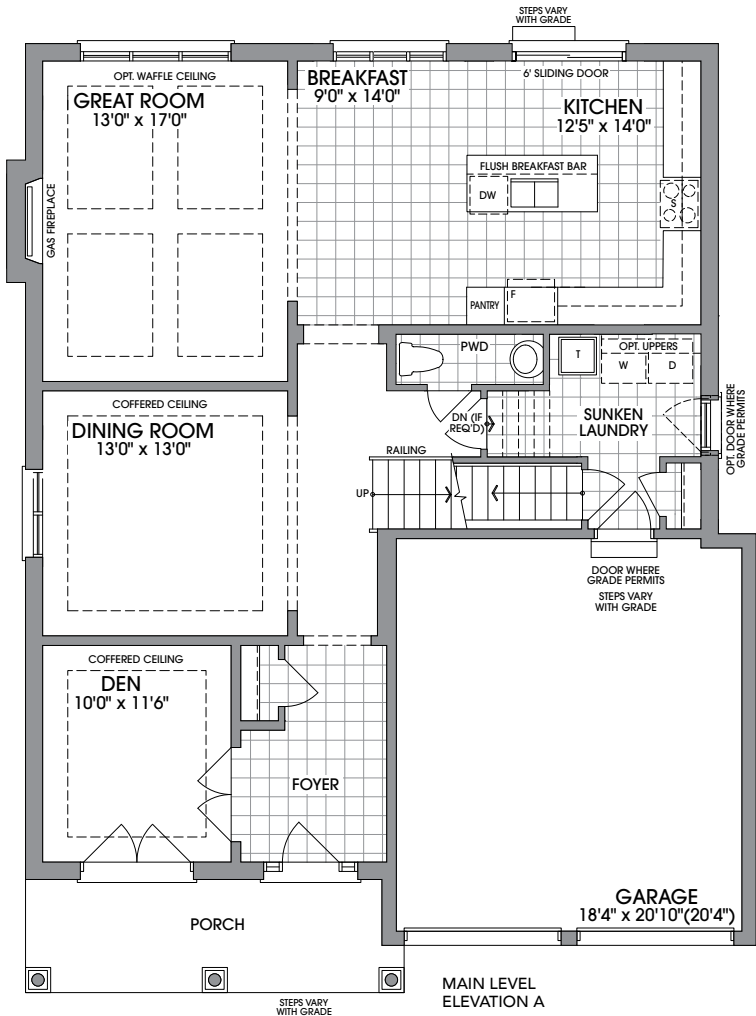 STEPS VARY
WITH GRADE
OPT. WAFFLE CEILING
GREAT ROOM
13'0" x 17'0"
BREAKFAST
9'0" x 14'0"
6' SLIDING DOOR
KITCHEN
12'5" x 14'0"
FLUSH BREAKFAST BAR
DW
S
GAS FIREPLACE
PANTRY
F
PWD
T
OPT. UPPERS
W
D
COFFERED CEILING
DINING ROOM
13'0" x 13'0"
DN (IF
REQ'D)
SUNKEN
LAUNDRY
OPT. DOOR WHERE
GRADE PERMITS
RAILING
UP
DOOR WHERE
GRADE PERMITS
STEPS VARY
WITH GRADE
COFFERED CEILING
DEN
10'0" x 11'6"
FOYER
GARAGE
18'4" x 20'10"(20'4")
PORCH
MAIN LEVEL
ELEVATION A
STEPS VARY
WITH GRADE